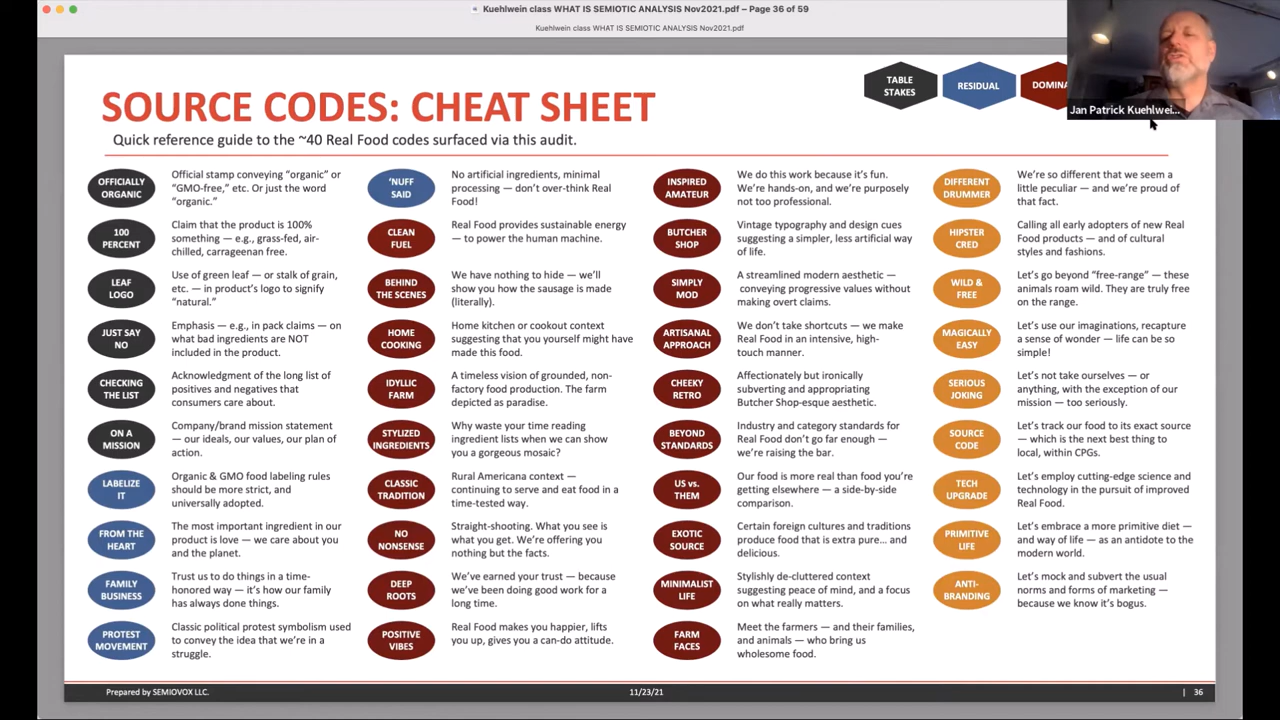 Kuehlwein class WHAT IS SEMIOTIC ANALYSIS Nov2021.pdf – Page 36 of 59
Kuehlwein class WHAT IS SEMIOTIC ANALYSIS Nov2021.pdf
SOURCE CODES: CHEAT SHEET
Quick reference guide to the ~40 Real Food codes surfaced via this audit.
TABLE
STAKES
RESIDUAL
DOMINA
Jan Patrick Kuehlwei...
OFFICIALLY
ORGANIC
Official stamp conveying “organic” or
“GMO-free,” etc. Or just the word
“organic.”
100
PERCENT
Claim that the product is 100%
something — e.g., grass-fed, air-
chilled, carrageenan free.
LEAF
LOGO
Use of green leaf — or stalk of grain,
etc. — in product’s logo to signify
“natural.”
JUST SAY
NO
Emphasis — e.g., in pack claims — on
what bad ingredients are NOT
included in the product.
CHECKING
THE LIST
Acknowledgment of the long list of
positives and negatives that
consumers care about.
ON A
MISSION
Company/brand mission statement
— our ideals, our values, our plan of
action.
LABELIZE
IT
Organic & GMO food labeling rules
should be more strict, and
universally adopted.
FROM THE
HEART
The most important ingredient in our
product is love — we care about you
and the planet.
FAMILY
BUSINESS
Trust us to do things in a time-
honored way — it’s how our family
has always done things.
PROTEST
MOVEMENT
Classic political protest symbolism used
to convey the idea that we’re in a
struggle.
‘NUFF
SAID
No artificial ingredients, minimal
processing — don’t over-think Real
Food!
CLEAN
FUEL
Real Food provides sustainable energy
— to power the human machine.
BEHIND
THE SCENES
We have nothing to hide — we’ll
show you how the sausage is made
(literally).
HOME
COOKING
Home kitchen or cookout context
suggesting that you yourself might have
made this food.
IDYLLIC
FARM
A timeless vision of grounded, non-
factory food production. The farm
depicted as paradise.
STYLIZED
INGREDIENTS
Why waste your time reading
ingredient lists when we can show
you a gorgeous mosaic?
CLASSIC
TRADITION
Rural Americana context —
continuing to serve and eat food in a
time-tested way.
NO
NONSENSE
Straight-shooting. What you see is
what you get. We’re offering you
nothing but the facts.
DEEP
ROOTS
We’ve earned your trust — because
we’ve been doing good work for a
long time.
POSITIVE
VIBES
Real Food makes you happier, lifts
you up, gives you a can-do attitude.
INSPIRED
AMATEUR
We do this work because it’s fun.
We’re hands-on, and we’re purposely
not too professional.
BUTCHER
SHOP
Vintage typography and design cues
suggesting a simpler, less artificial way
of life.
SIMPLY
MOD
A streamlined modern aesthetic —
conveying progressive values without
making overt claims.
ARTISANAL
APPROACH
We don’t take shortcuts — we make
Real Food in an intensive, high-
touch manner.
CHEEKY
RETRO
Affectionately but ironically
subverting and appropriating
Butcher Shop-esque aesthetic.
BEYOND
STANDARDS
Industry and category standards for
Real Food don’t go far enough —
we’re raising the bar.
US vs.
THEM
Our food is more real than food you’re
getting elsewhere — a side-by-side
comparison.
EXOTIC
SOURCE
Certain foreign cultures and traditions
produce food that is extra pure… and
delicious.
MINIMALIST
LIFE
Stylishly de-cluttered context
suggesting peace of mind, and a focus
on what really matters.
FARM
FACES
Meet the farmers — and their families,
and animals — who bring us
wholesome food.
DIFFERENT
DRUMMER
We’re so different that we seem a
little peculiar — and we’re proud of
that fact.
HIPSTER
CRED
Calling all early adopters of new Real
Food products — and of cultural
styles and fashions.
WILD &
FREE
Let’s go beyond “free-range” — these
animals roam wild. They are truly free
on the range.
MAGICALLY
EASY
Let’s use our imaginations, recapture
a sense of wonder — life can be so
simple!
SERIOUS
JOKING
Let’s not take ourselves — or
anything, with the exception of our
mission — too seriously.
SOURCE
CODE
Let’s track our food to its exact source
— which is the next best thing to
local, within CPGs.
TECH
UPGRADE
Let’s employ cutting-edge science and
technology in the pursuit of improved
Real Food.
PRIMITIVE
LIFE
Let’s embrace a more primitive diet —
and way of life — as an antidote to the
modern world.
ANTI-
BRANDING
Let’s mock and subvert the usual
norms and forms of marketing —
because we know it’s bogus.
Prepared by SEMIOVOX LLC.
11/23/21
| 36